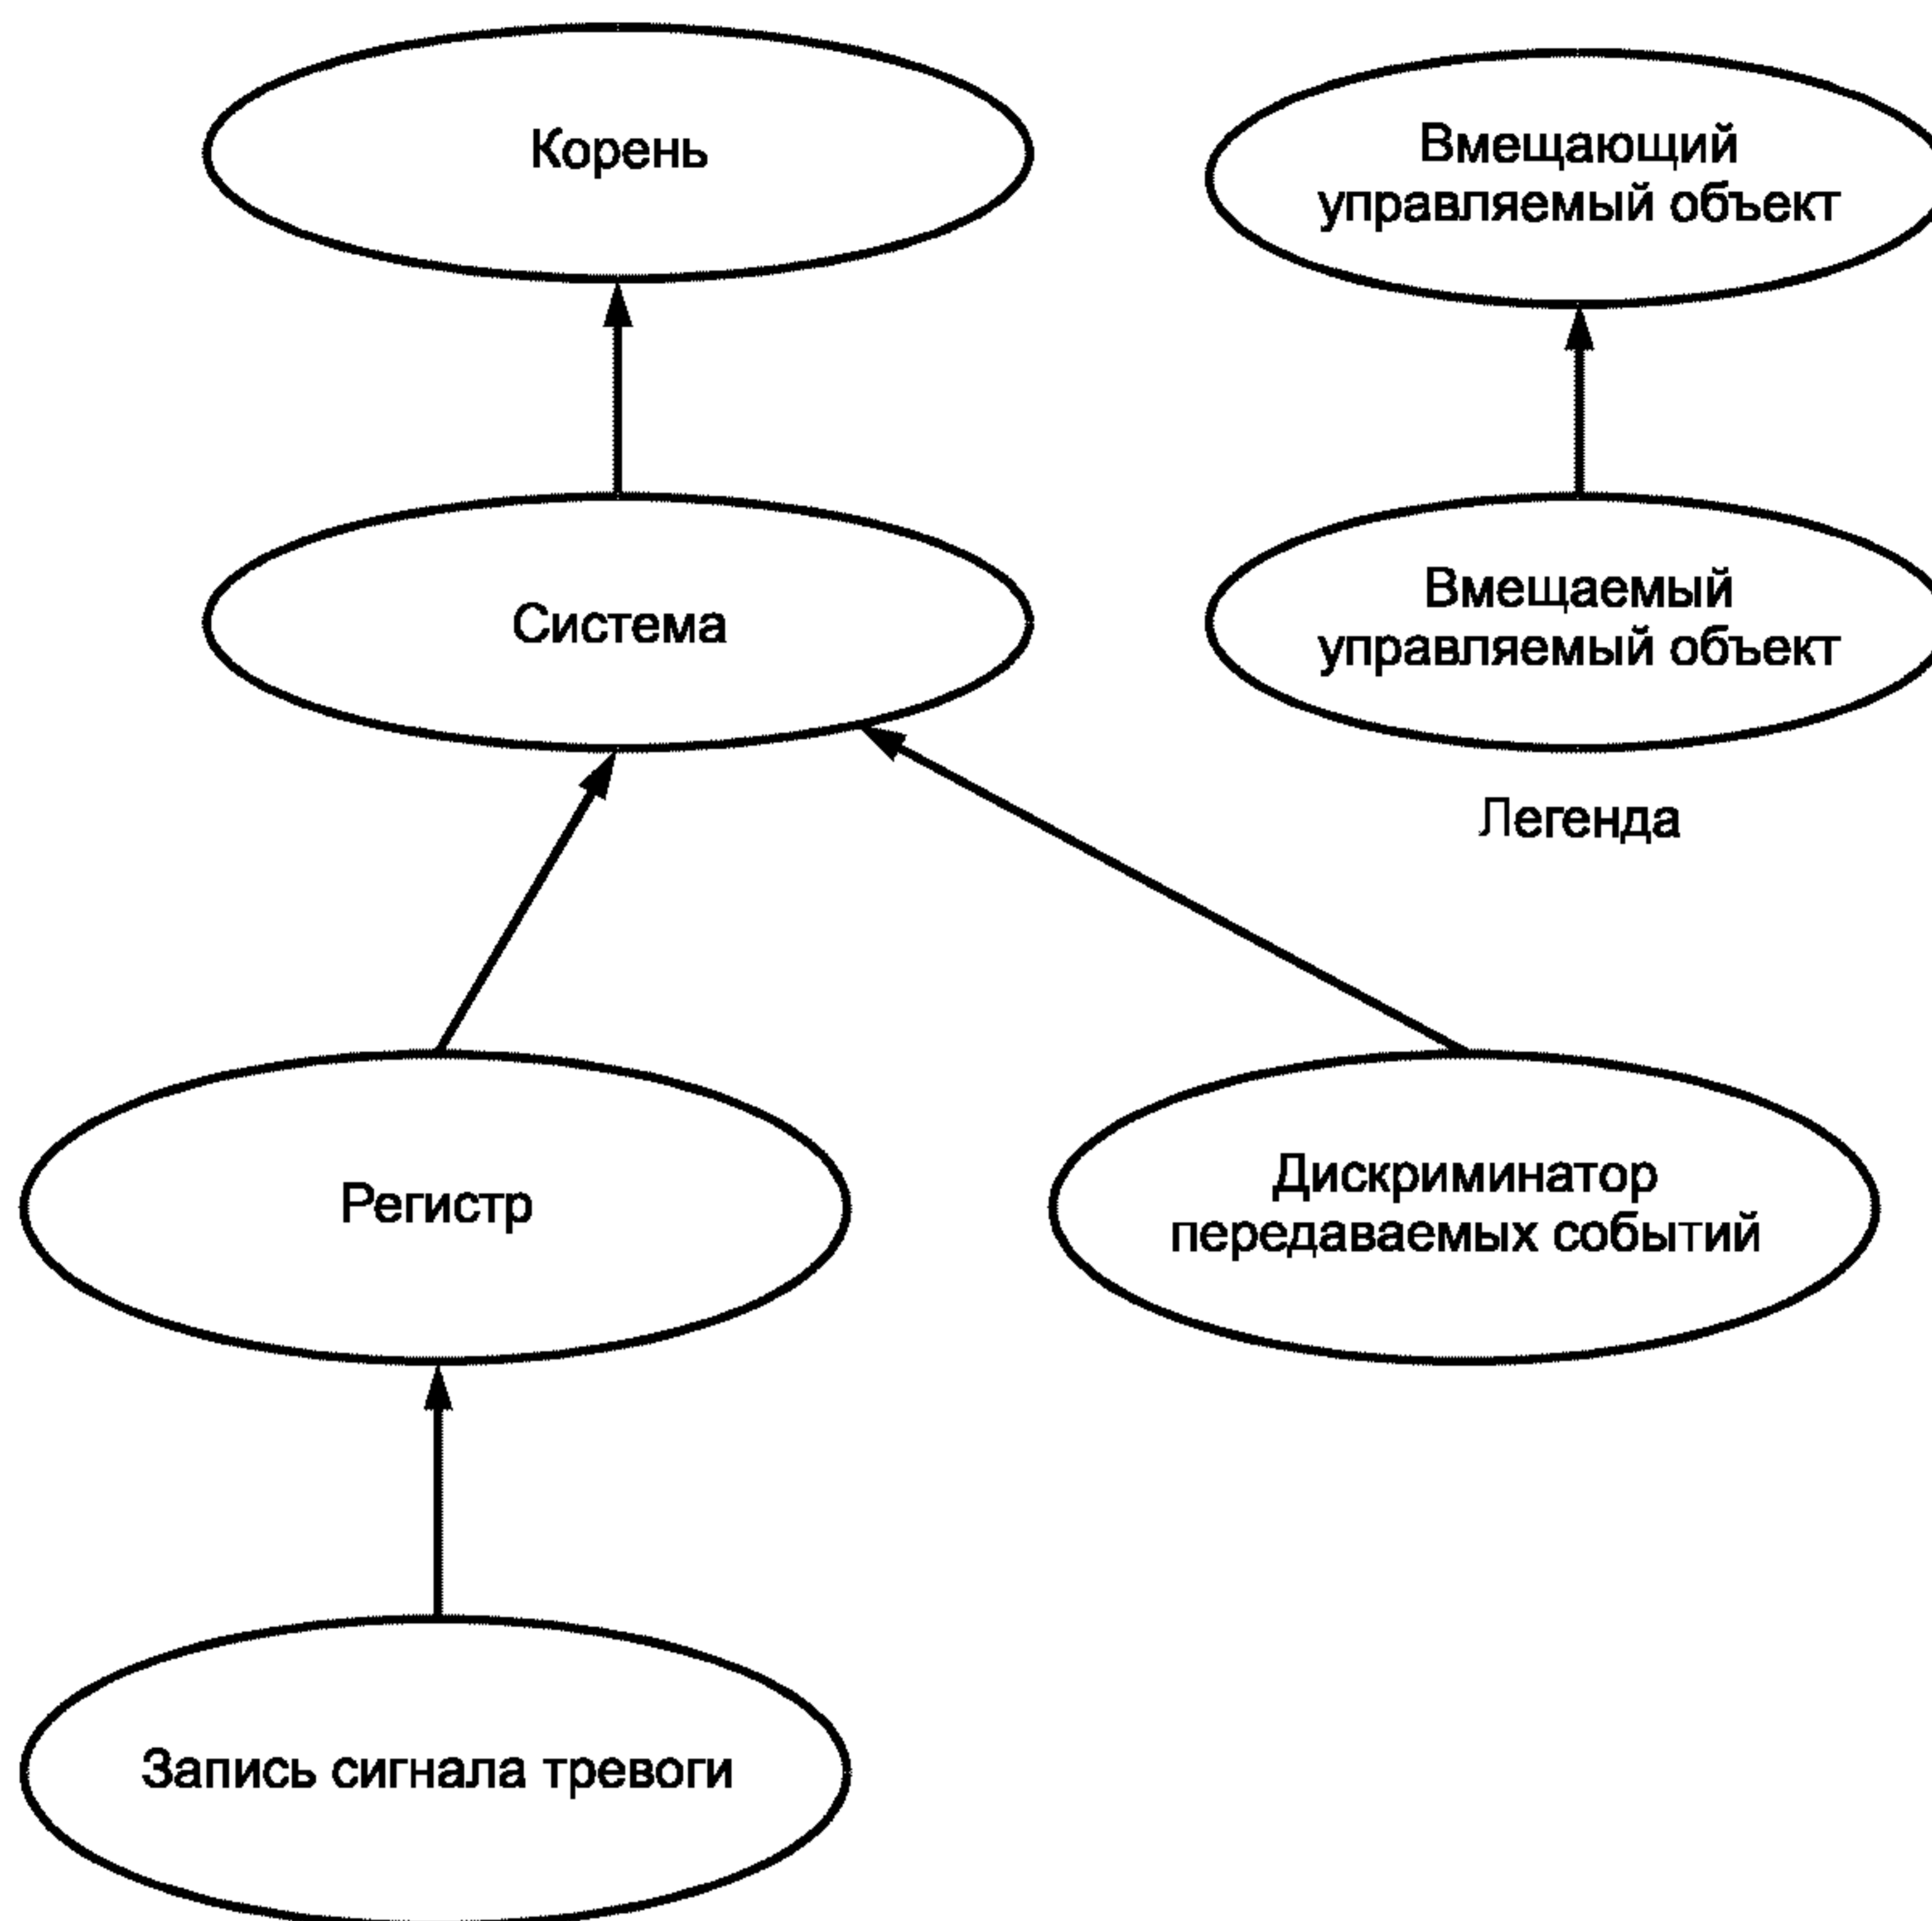 Корень
Вмещающий
управляемый объект
Система
Вмещаемый
управляемый объект
Легенда
Регистр
Дискриминатор
передаваемых событий
Запись сигнала тревоги